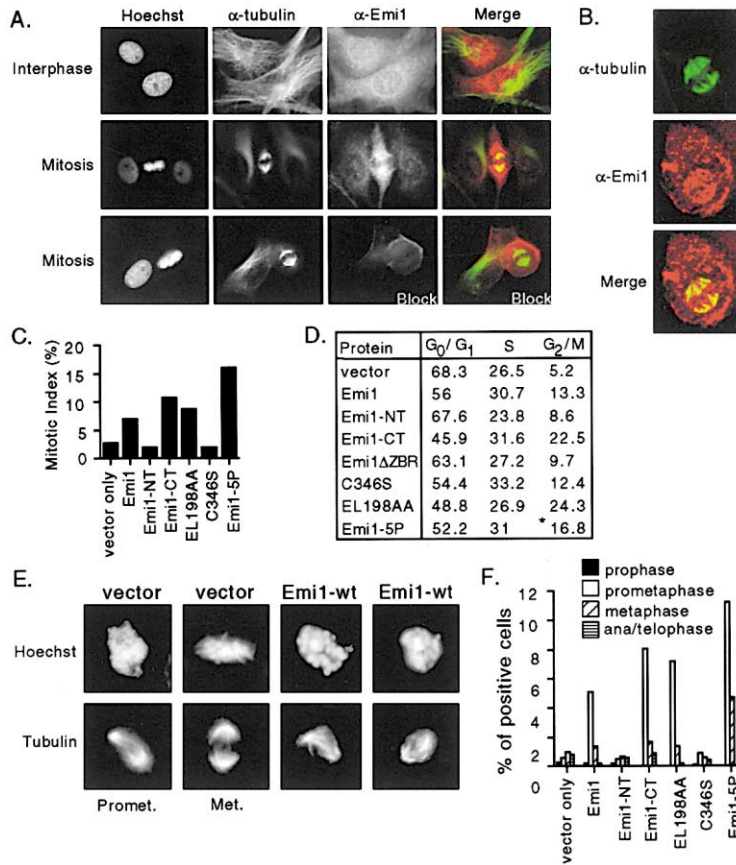 A.
Hoechst α-tubulin α-Emi1 Merge
Interphase
Mitosis
Mitosis
Block Block
B.
α-tubulin
α-Emi1
Merge
C.
Mitotic Index (%)
20
15
10
5
0
vector only
Emi1
Emi1-NT
Emi1-CT
EL198AA
C346S
Emi1-5P
D.
Protein G0/ G1 S G2/M
vector 68.3 26.5 5.2
Emi1 56 30.7 13.3
Emi1-NT 67.6 23.8 8.6
Emi1-CT 45.9 31.6 22.5
Emi1ΔZBR 63.1 27.2 9.7
C346S 54.4 33.2 12.4
EL198AA 48.8 26.9 24.3
Emi1-5P 52.2 31 * 16.8
E.
vector vector Emi1-wt Emi1-wt
Hoechst
Tubulin
Promet. Met.
F.
prophase
prometaphase
metaphase
ana/telophase
% of positive cells
12
10
8
6
4
2
2
vector only
Emi1
Emi1-NT
Emi1-CT
EL198AA
C346S
Emi1-5P